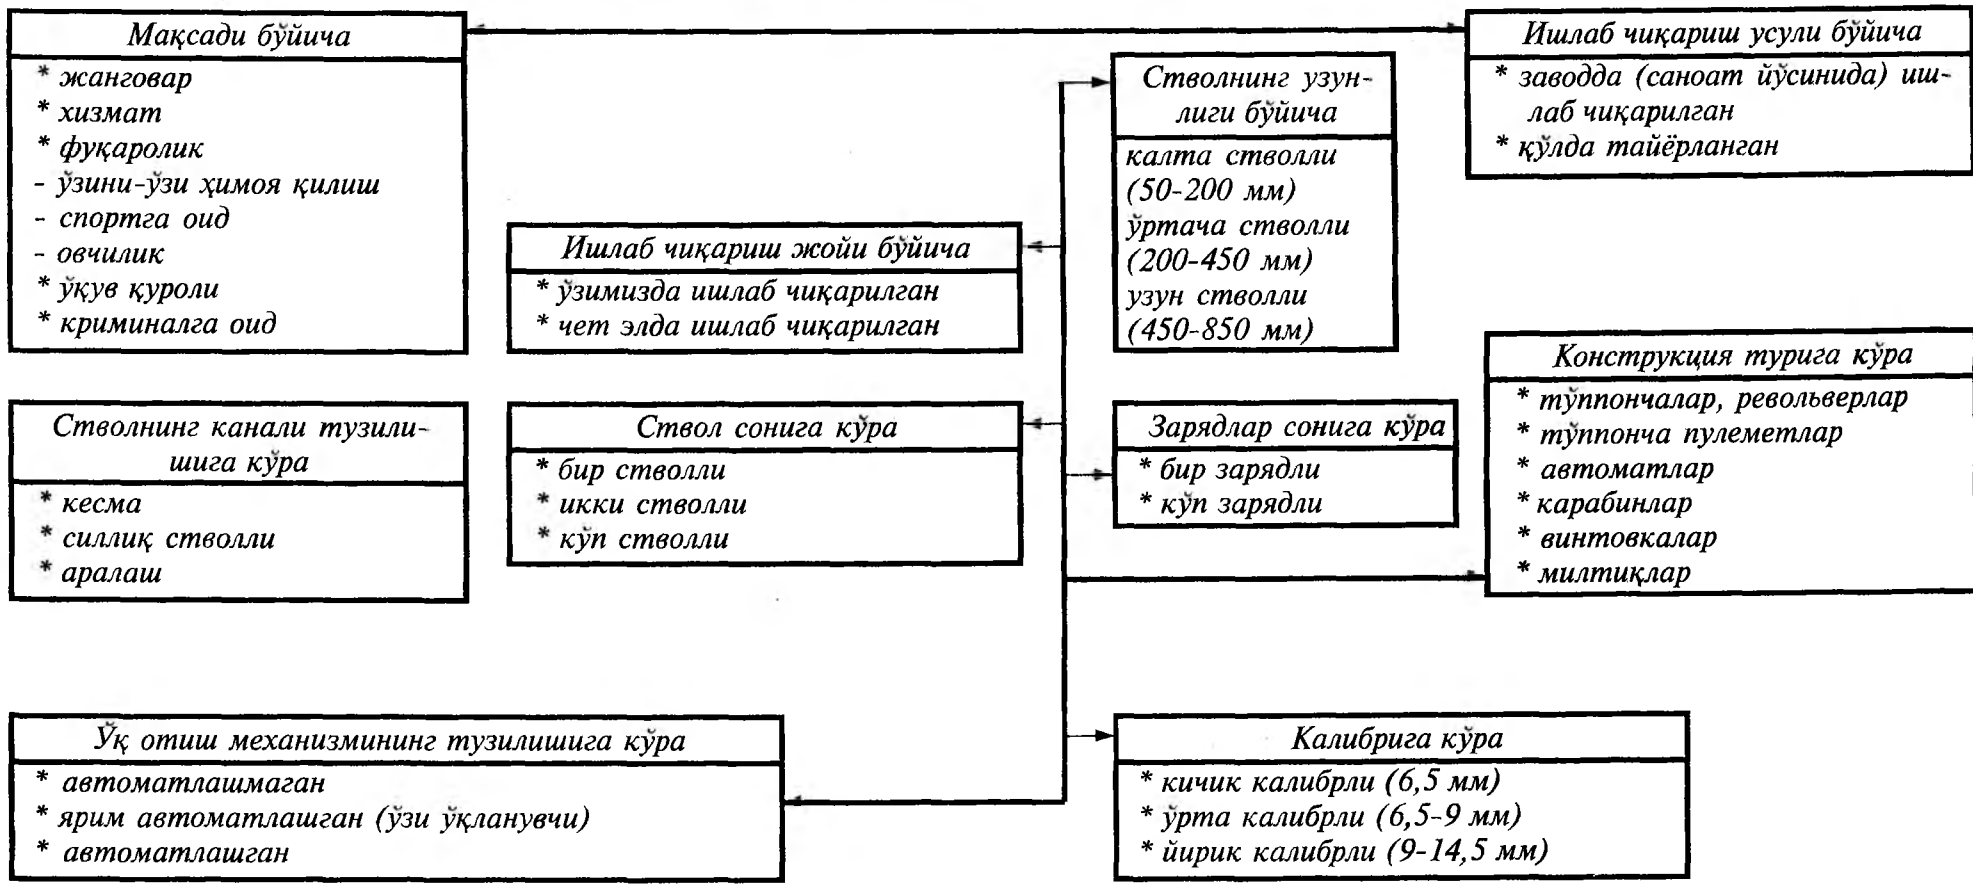 Мақсади бўйича
* жанговар
* хизмат
* фуқаролик
- ўзини-ўзи ҳимоя қилиш
- спортга оид
- овчилик
* ўқув қуроли
* криминалга оид
Ишлаб чиқариш усули бўйича
* заводда (саноат йўсинида) иш-
лаб чиқарилган
* қўлда тайёрланган
Стволнинг узун-
лиги бўйича
калта стволли
(50-200 мм)
ўртача стволли
(200-450 мм)
узун стволли
(450-850 мм)
Ишлаб чиқариш жойи бўйича
* ўзимизда ишлаб чиқарилган
* чет элда ишлаб чиқарилган
Конструкция турига кўра
* тўппончалар, револьверлар
* тўппонча пулеметлар
* автоматлар
* карабинлар
* винтовкалар
* милтиқлар
Стволнинг канали тузили-
шига кўра
* кесма
* силлиқ стволли
* аралаш
Ствол сонига кўра
* бир стволли
* икки стволли
* кўп стволли
Зарядлар сонига кўра
* бир зарядли
* кўп зарядли
Ўқ отиш механизмининг тузилишига кўра
* автоматлашмаган
* ярим автоматлашган (ўзи ўқланувчи)
* автоматлашган
Калибрига кўра
* кичик калибрли (6,5 мм)
* ўрта калибрли (6,5-9 мм)
* йирик калибрли (9-14,5 мм)